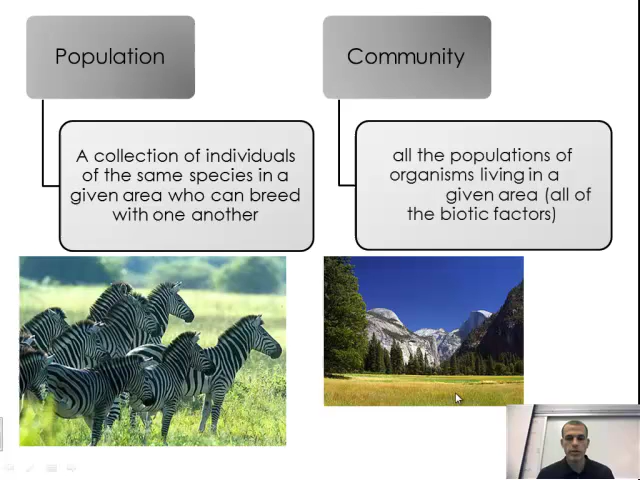 Population
A collection of individuals
of the same species in a
given area who can breed
with one another
Community
all the populations of
organisms living in a
given area (all of
the biotic factors)